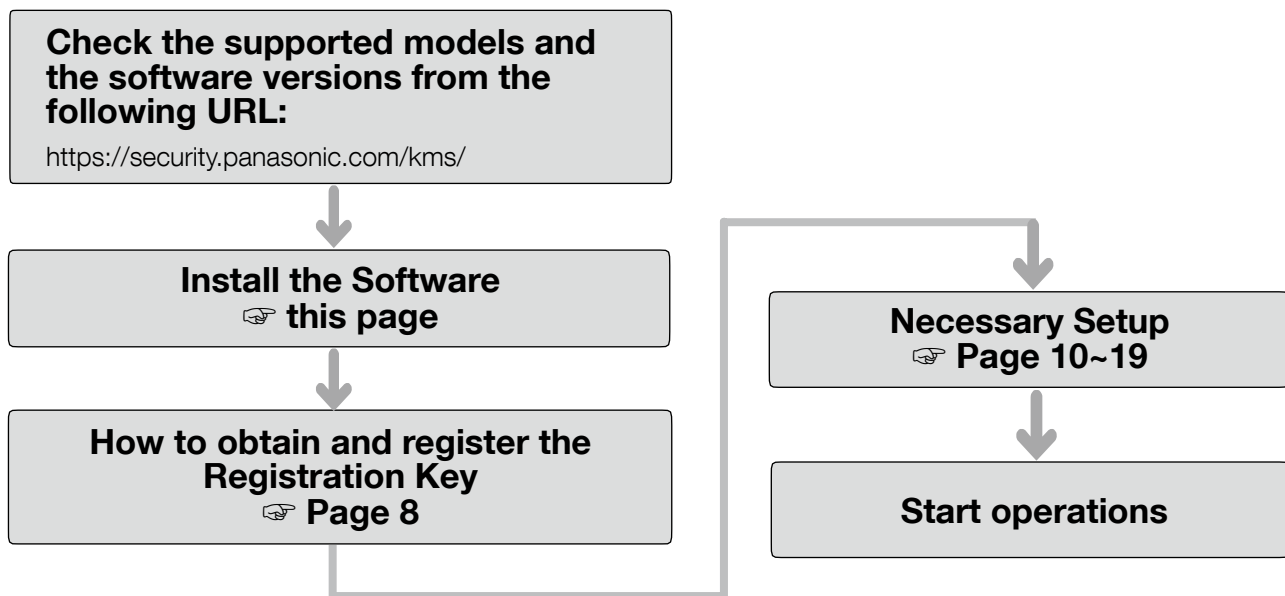 Check the supported models and
the software versions from the
following URL:
https://security.panasonic.com/kms/
Install the Software
☞ this page
How to obtain and register the
Registration Key
☞ Page 8
Necessary Setup
☞ Page 10~19
Start operations